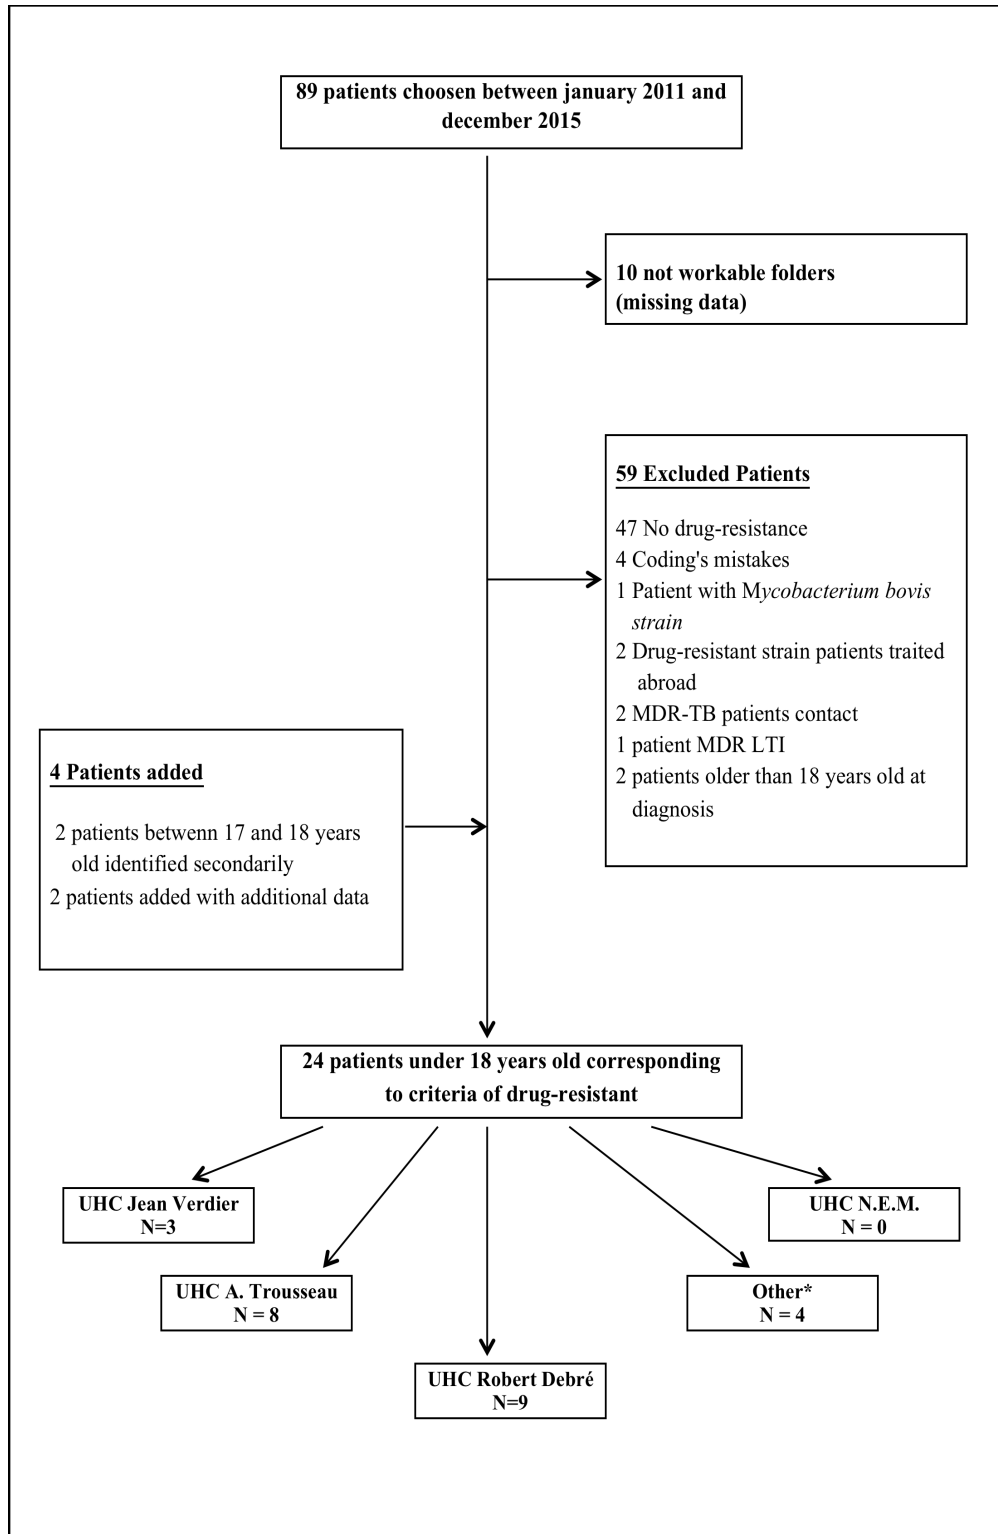 89 patients choosen between january 2011 and
december 2015
10 not workable folders
(missing data)
59 Excluded Patients
47 No drug-resistance
4 Coding's mistakes
1 Patient with Mycobacterium bovis
strain
2 Drug-resistant strain patients traited
abroad
2 MDR-TB patients contact
1 patient MDR LTI
2 patients older than 18 years old at
diagnosis
4 Patients added
2 patients betwenn 17 and 18 years
old identified secondarily
2 patients added with additional data
24 patients under 18 years old corresponding
to criteria of drug-resistant
UHC Jean Verdier
N=3
UHC A. Trousseau
N = 8
UHC Robert Debré
N=9
Other*
N = 4
UHC N.E.M.
N = 0